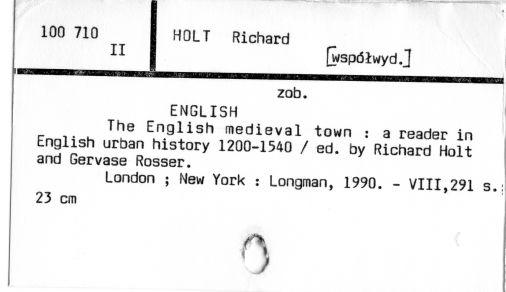 100 710
II
HOLT Richard
[współwyd.]
zob.
ENGLISH
The English medieval town : a reader in
English urban history 1200-1540 / ed. by Richard Holt
and Gervase Rosser.
London ; New York : Longman, 1990. - VIII,291 s.;
23 cm